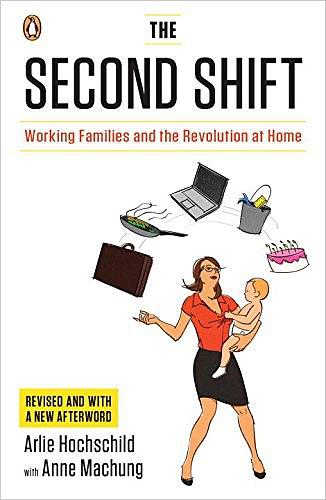 THE
SECOND SHIFT
Working Families and the Revolution at Home
REVISED AND WITH
A NEW AFTERWORD
Arlie Hochschild
with Anne Machung